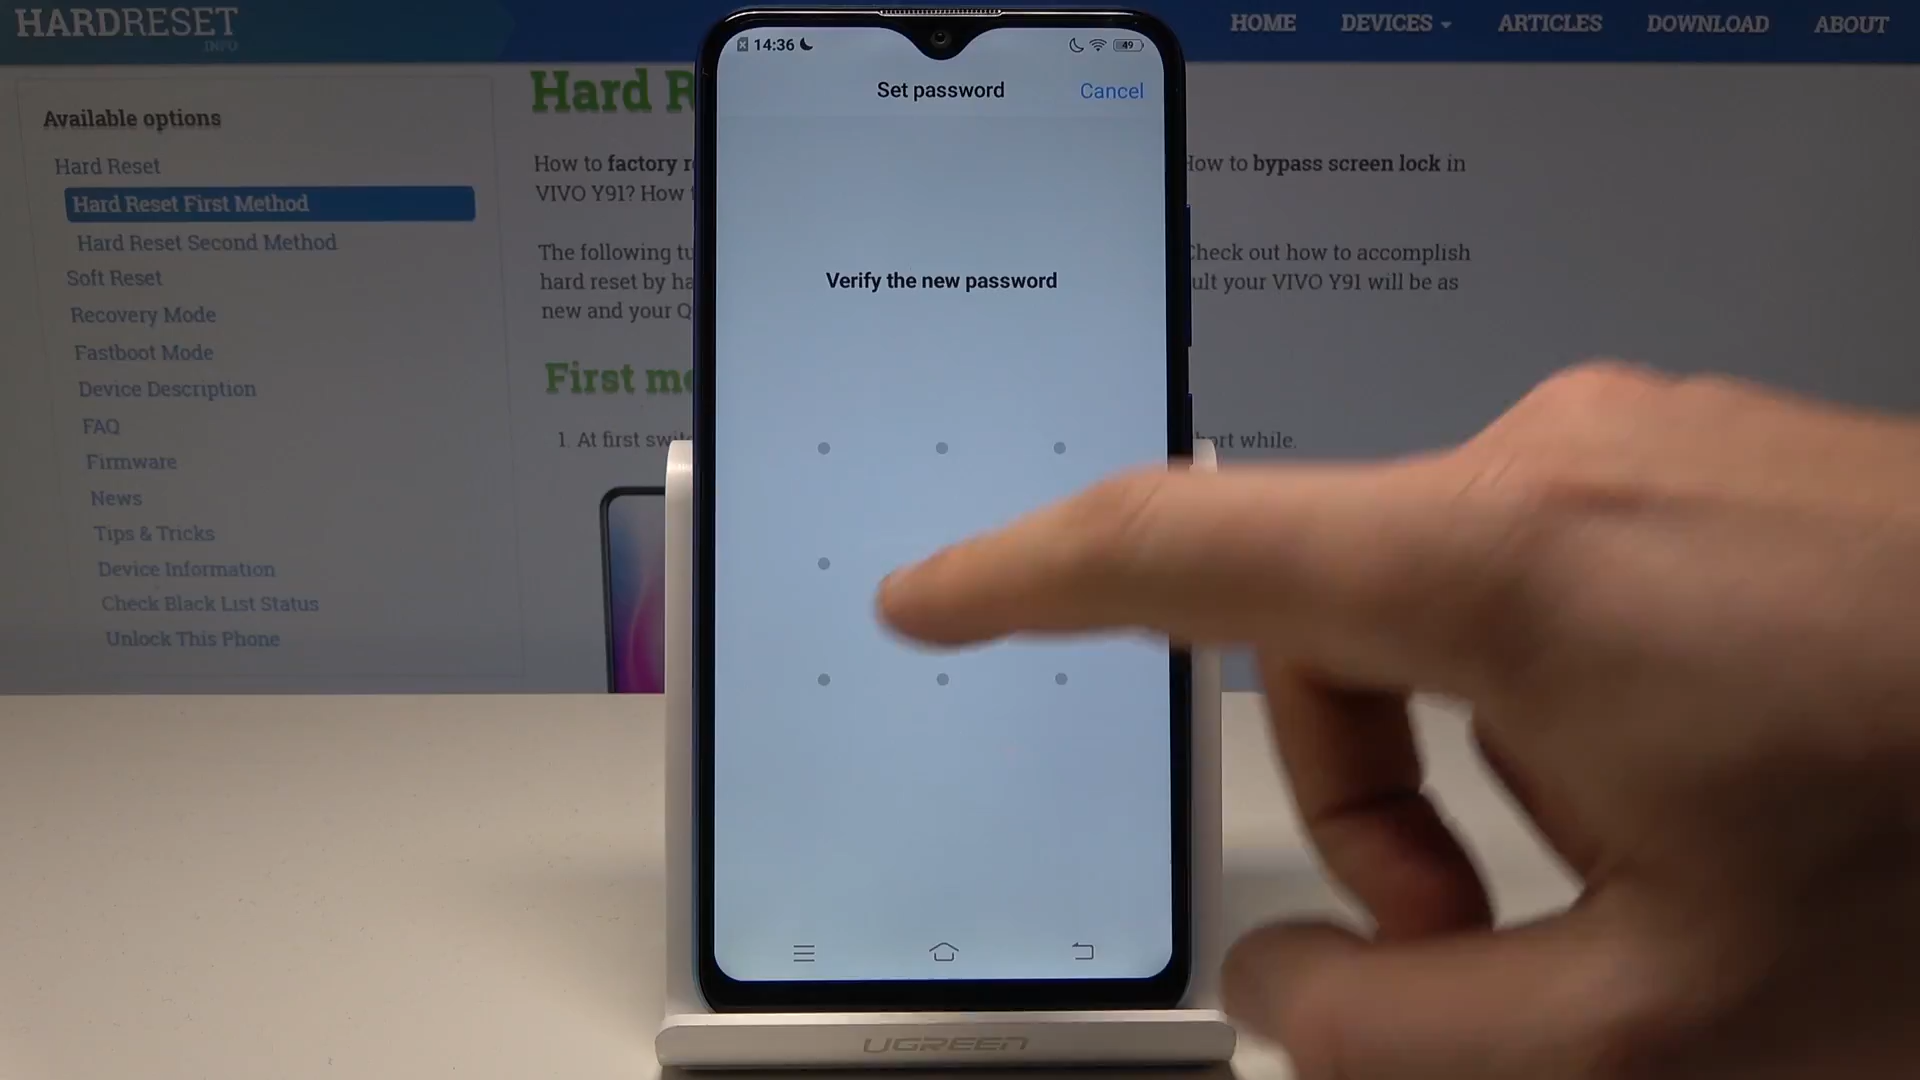 HARDRESET
INFO
HOME DEVICES ARTICLES DOWNLOAD ABOUT
Available options
Hard Reset
Hard Reset First Method
Hard Reset Second Method
Soft Reset
Recovery Mode
Fastboot Mode
Device Description
FAQ
Firmware
News
Tips & Tricks
Device Information
Check Black List Status
Unlock This Phone
Hard R
How to factory r
How to bypass screen lock in
VIVO Y91? How
The following tu
Check out how to accomplish
hard reset by ha
ult your VIVO Y91 will be as
new and your Q
First me
1. At first swit
ort while.
14:36
49
Set password
Cancel
Verify the new password
UGREEN